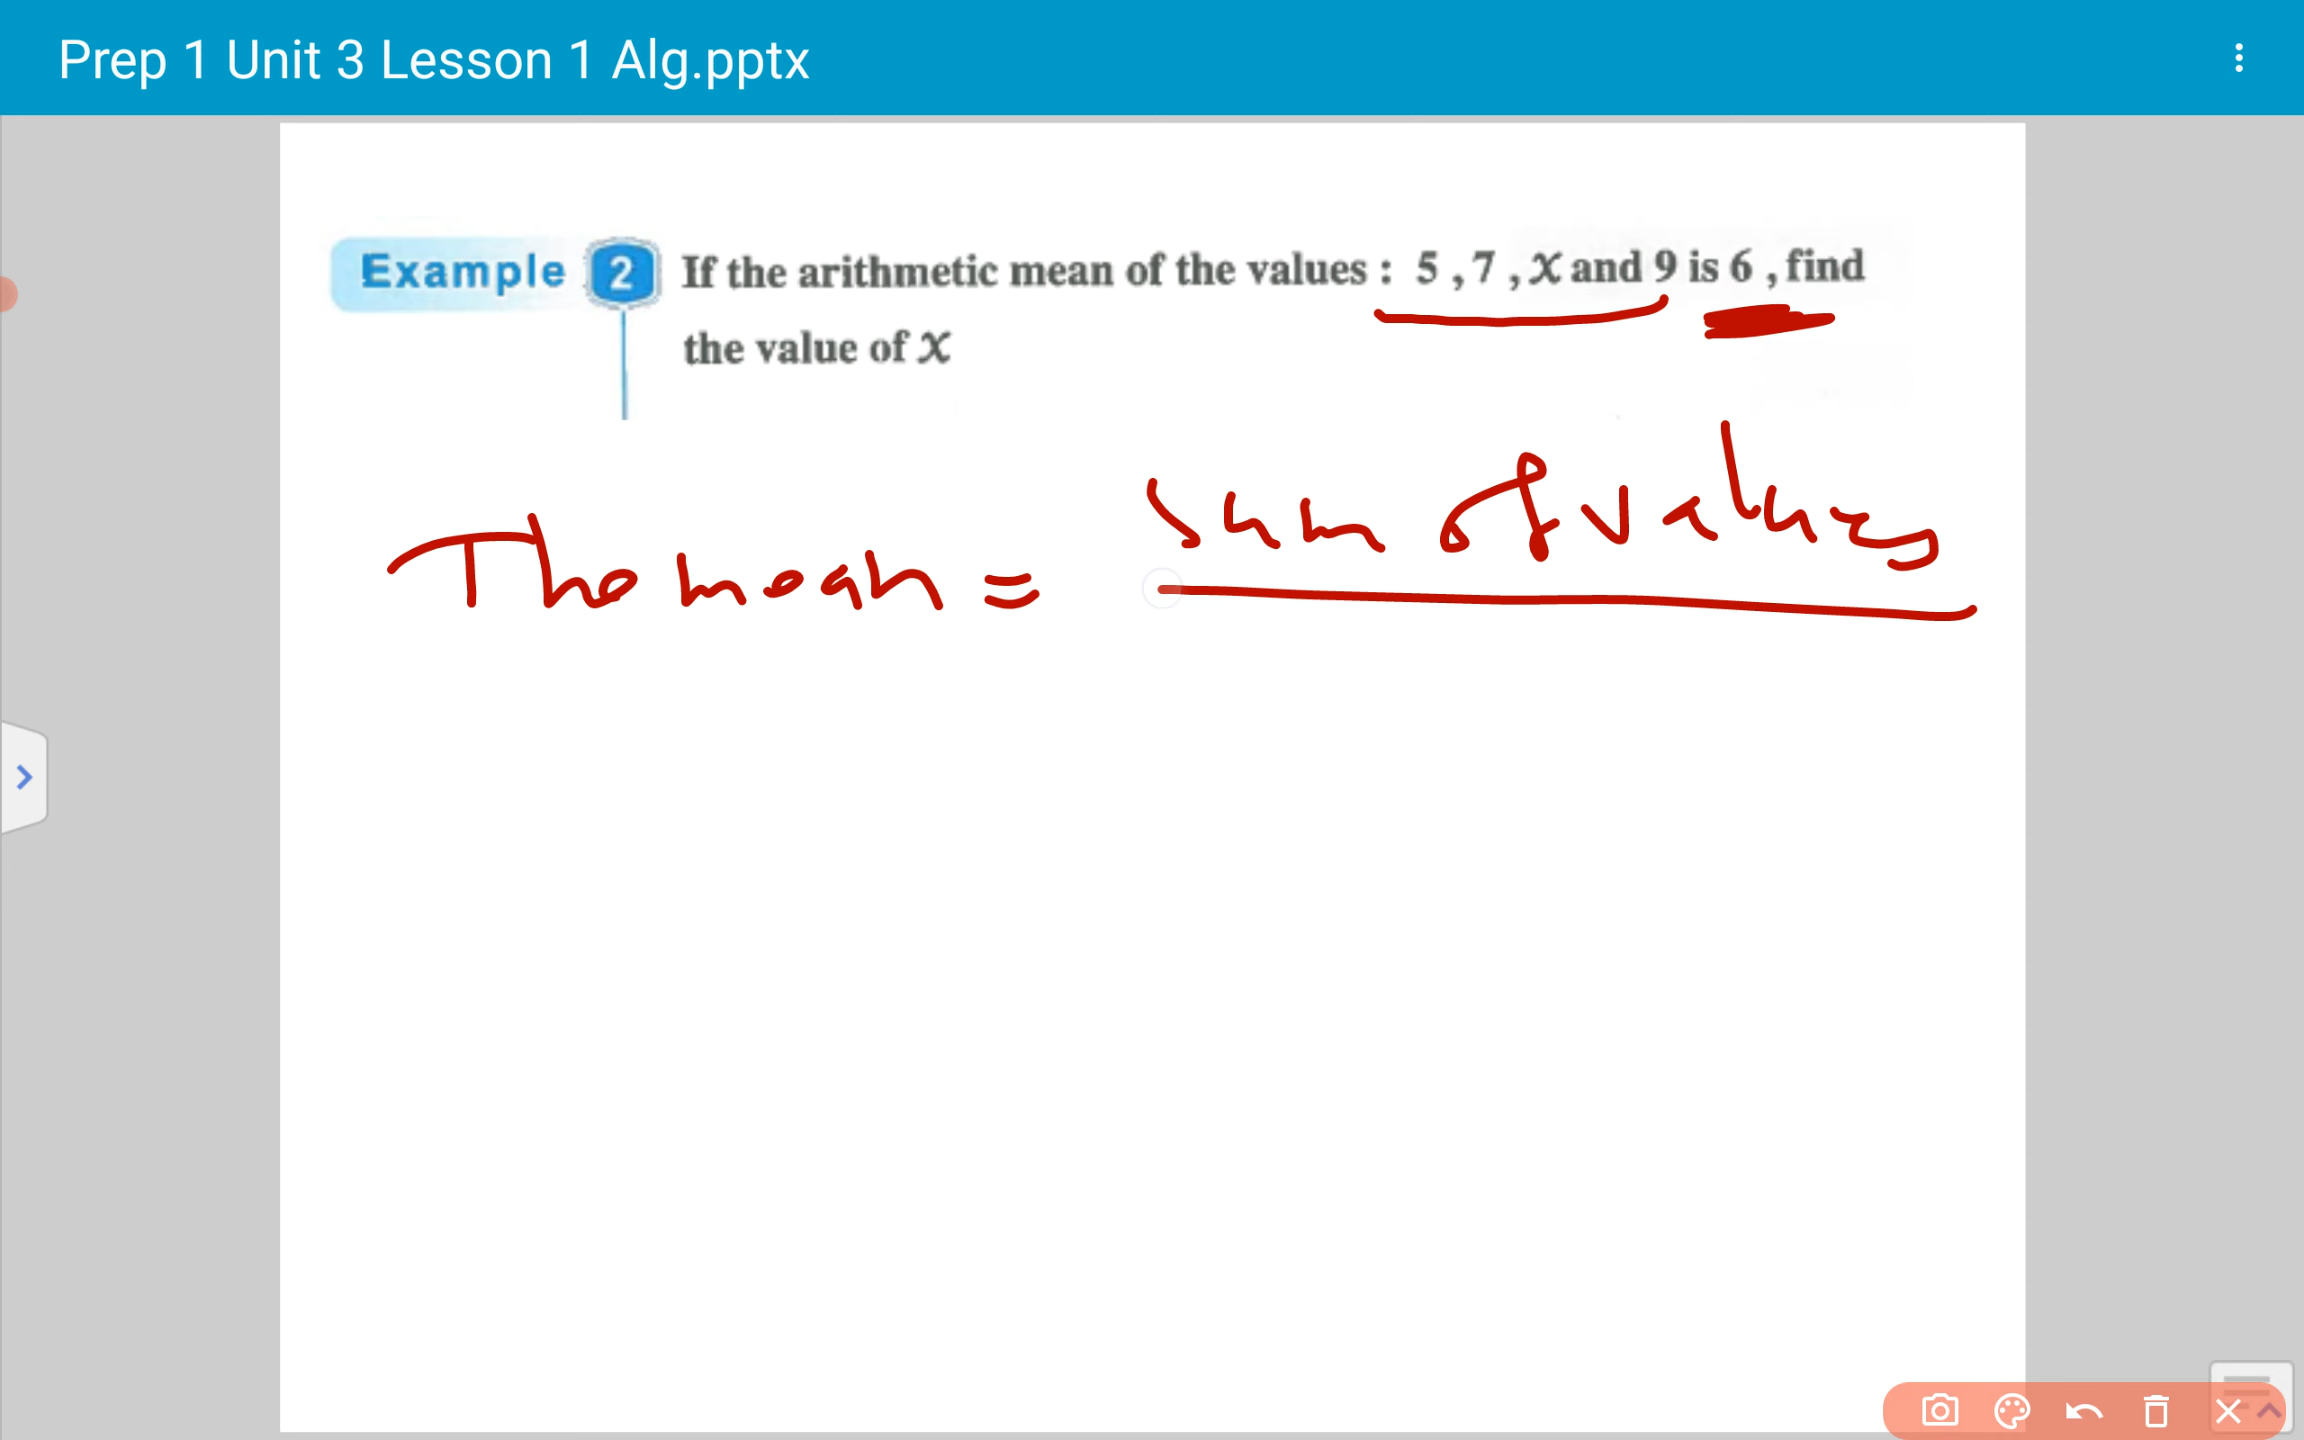 Prep 1 Unit 3 Lesson 1 Alg.pptx
Example 2 If the arithmetic mean of the values : 5 , 7 , X and 9 is 6 , find
the value of X
The mean = sum of values